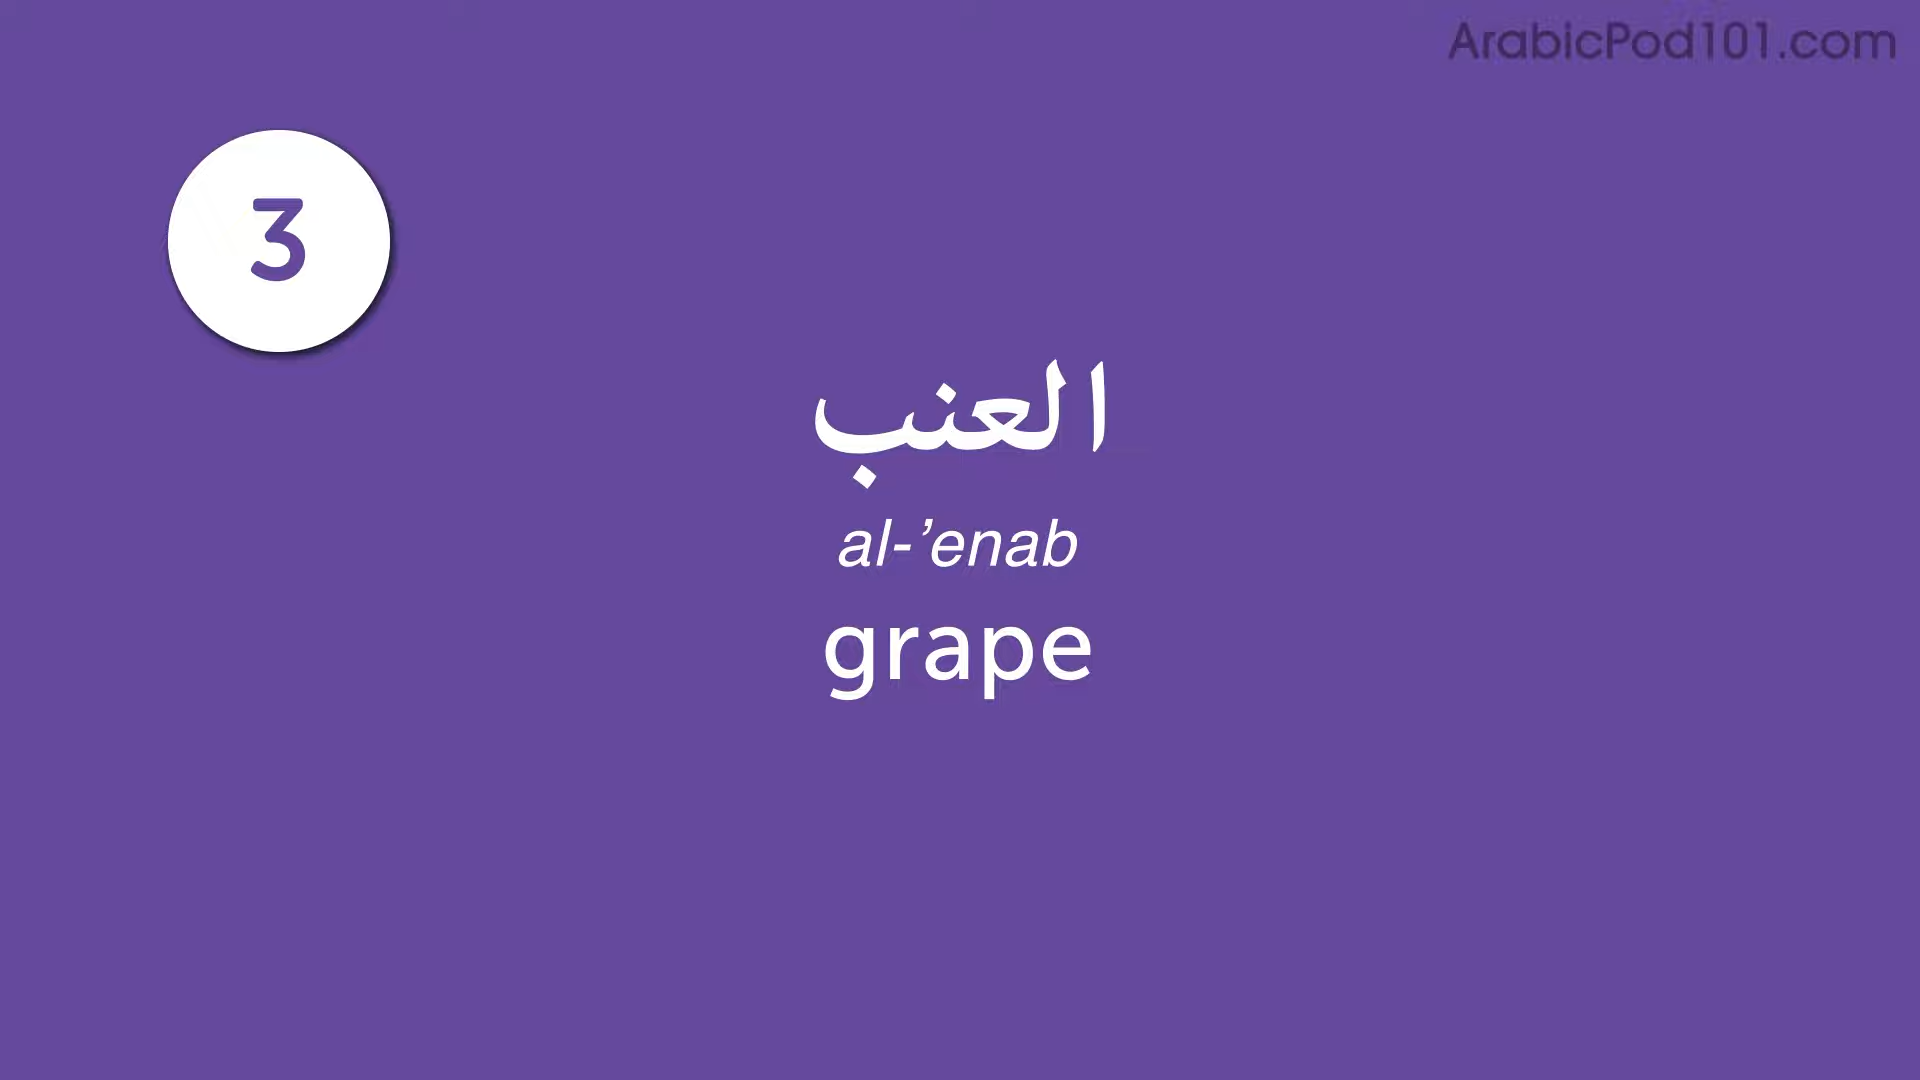 ArabicPod101.com
3
العنب
al-’enab
grape